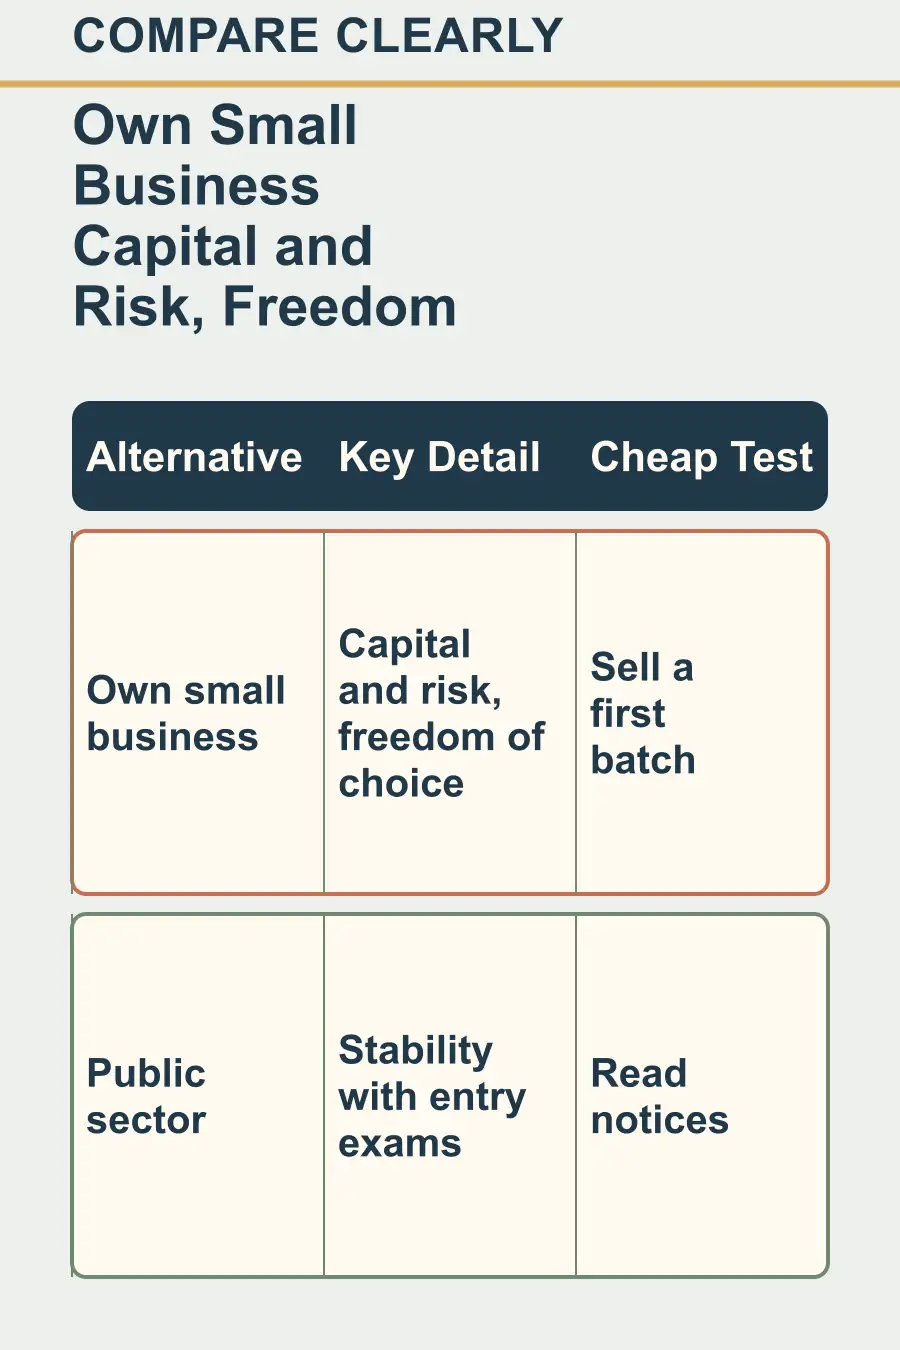 COMPARE CLEARLY
Own Small
Business
Capital and
Risk, Freedom
Alternative Key Detail Cheap Test
Own small
business
Capital
and risk,
freedom of
choice
Sell a
first
batch
Public
sector
Stability
with entry
exams
Read
notices